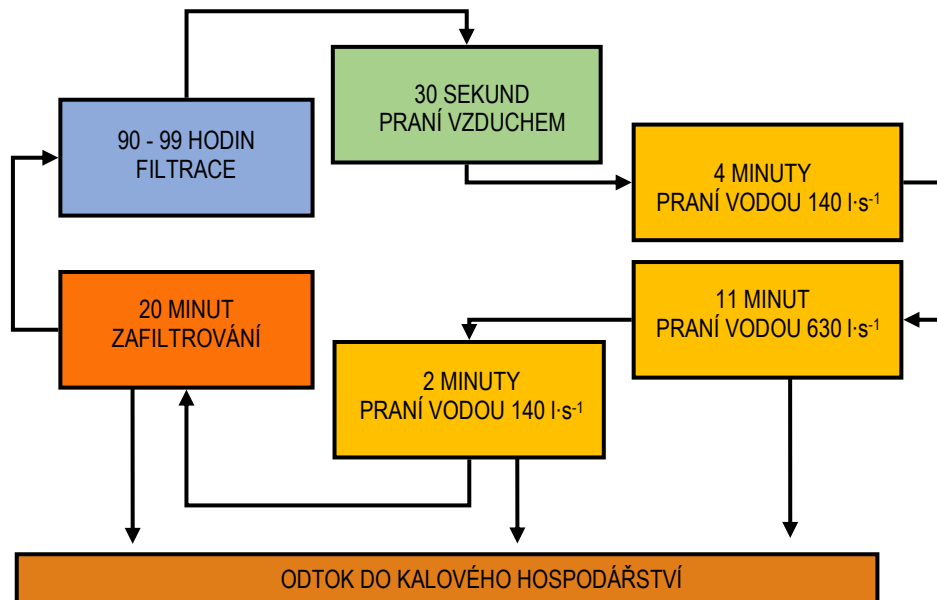 90 - 99 HODIN
FILTRACE
30 SEKUND
PRANÍ VZDUCHEM
4 MINUTY
PRANÍ VODOU 140 l·s⁻¹
11 MINUT
PRANÍ VODOU 630 l·s⁻¹
2 MINUTY
PRANÍ VODOU 140 l·s⁻¹
20 MINUT
ZAFILTROVÁNÍ
ODTOK DO KALOVÉHO HOSPODÁŘSTVÍ